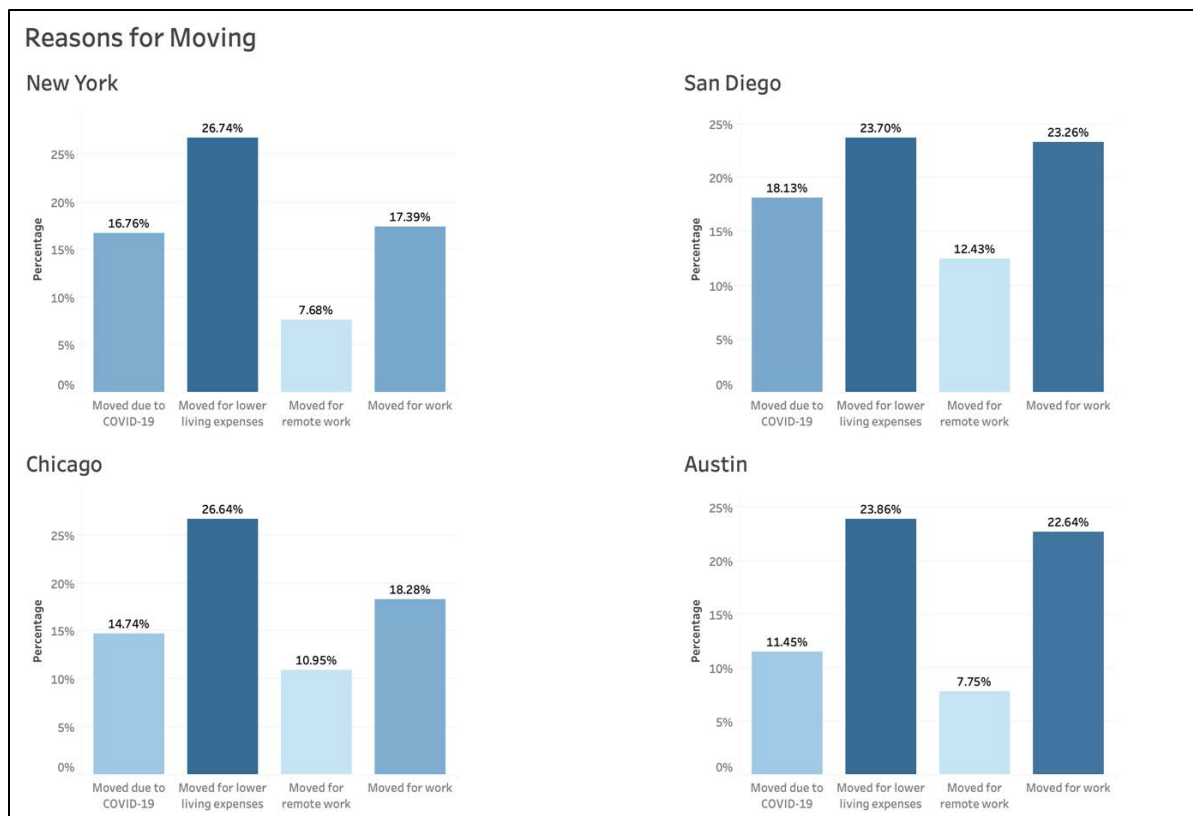 Reasons for Moving
New York
26.74%
25%
20%
16.76%
17.39%
15%
10%
7.68%
5%
0%
Percentage
Moved due to
COVID-19
Moved for lower
living expenses
Moved for
remote work
Moved for work
San Diego
25%
23.70%
23.26%
20%
18.13%
15%
12.43%
10%
5%
0%
Percentage
Moved due to
COVID-19
Moved for lower
living expenses
Moved for
remote work
Moved for work
Chicago
26.64%
25%
20%
18.28%
14.74%
15%
10.95%
10%
5%
0%
Percentage
Moved due to
COVID-19
Moved for lower
living expenses
Moved for
remote work
Moved for work
Austin
25%
23.86%
22.64%
20%
15%
11.45%
10%
7.75%
5%
0%
Percentage
Moved due to
COVID-19
Moved for lower
living expenses
Moved for
remote work
Moved for work